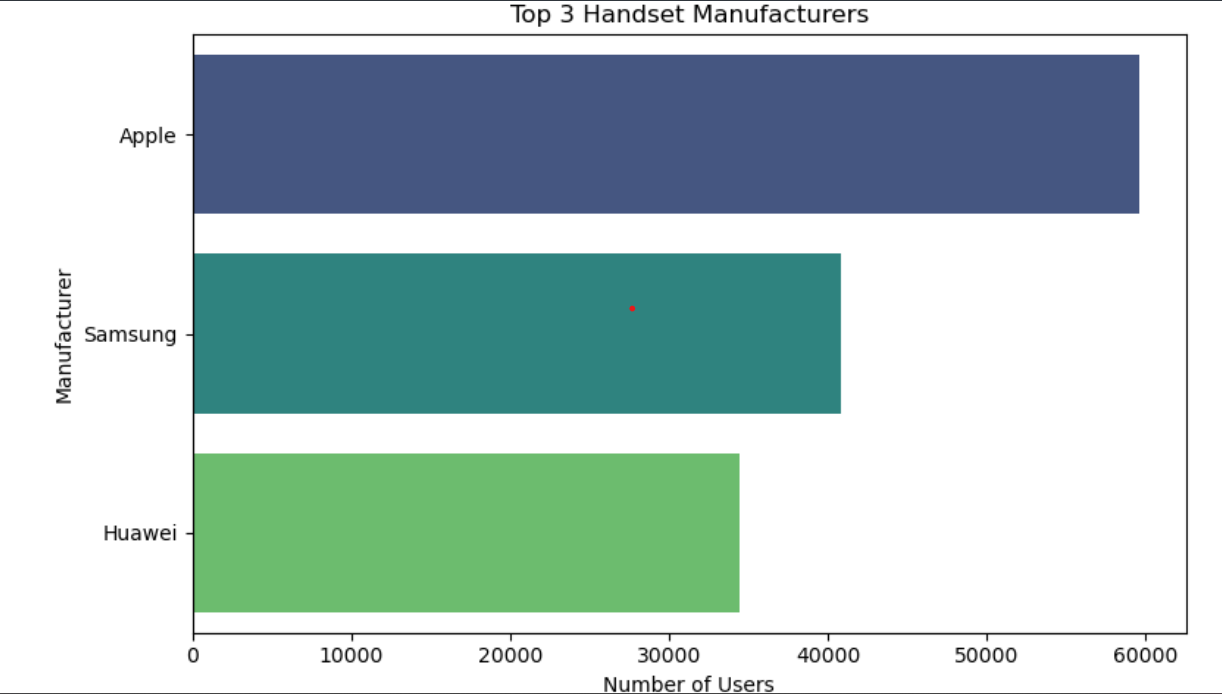 Top 3 Handset Manufacturers
Manufacturer
Apple
Samsung
Huawei
0 10000 20000 30000 40000 50000 60000
Number of Users